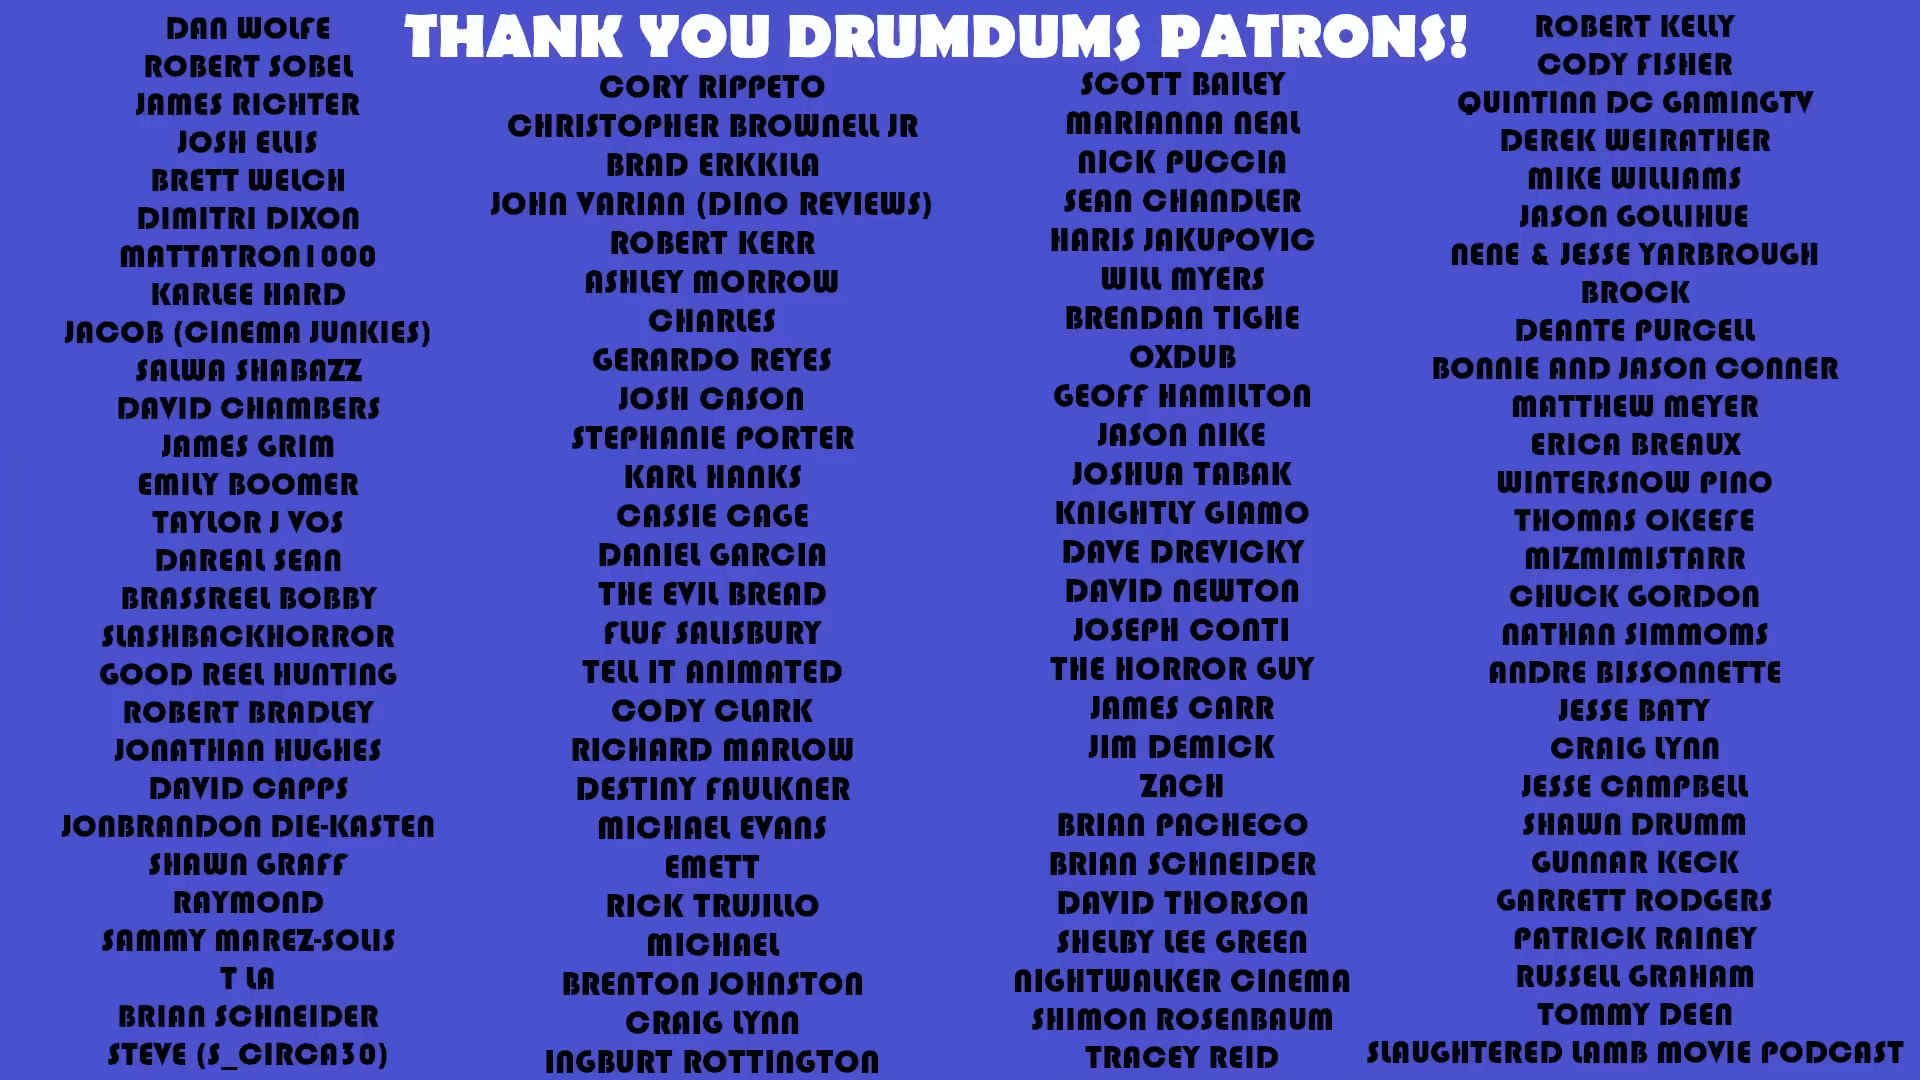 THANK YOU DRUMDUMS PATRONS!
DAN WOLFE
ROBERT SOBEL
JAMES RICHTER
JOSH ELLIS
BRETT WELCH
DIMITRI DIXON
MATTATRON1000
KARLEE HARD
JACOB (CINEMA JUNKIES)
SALWA SHABAZZ
DAVID CHAMBERS
JAMES GRIM
EMILY BOOMER
TAYLOR J VOS
DAREAL SEAN
BRASSREEL BOBBY
SLASHBACKHORROR
GOOD REEL HUNTING
ROBERT BRADLEY
JONATHAN HUGHES
DAVID CAPPS
JONBRANDON DIE-KASTEN
SHAWN GRAFF
RAYMOND
SAMMY MAREZ-SOLIS
T LA
BRIAN SCHNEIDER
STEVE (S_CIRCA30)
CORY RIPPETO
CHRISTOPHER BROWNELL JR
BRAD ERKKILA
JOHN VARIAN (DINO REVIEWS)
ROBERT KERR
ASHLEY MORROW
CHARLES
GERARDO REYES
JOSH CASON
STEPHANIE PORTER
KARL HANKS
CASSIE CAGE
DANIEL GARCIA
THE EVIL BREAD
FLUF SALISBURY
TELL IT ANIMATED
CODY CLARK
RICHARD MARLOW
DESTINY FAULKNER
MICHAEL EVANS
EMETT
RICK TRUJILLO
MICHAEL
BRENTON JOHNSTON
CRAIG LYNN
INGBURT ROTTINGTON
SCOTT BAILEY
MARIANNA NEAL
NICK PUCCIA
SEAN CHANDLER
HARIS JAKUPOVIC
WILL MYERS
BRENDAN TIGHE
OXDUB
GEOFF HAMILTON
JASON NIKE
JOSHUA TABAK
KNIGHTLY GIAMO
DAVE DREVICKY
DAVID NEWTON
JOSEPH CONTI
THE HORROR GUY
JAMES CARR
JIM DEMICK
ZACH
BRIAN PACHECO
BRIAN SCHNEIDER
DAVID THORSON
SHELBY LEE GREEN
NIGHTWALKER CINEMA
SHIMON ROSENBAUM
TRACEY REID
ROBERT KELLY
CODY FISHER
QUINTINN DC GAMINGTV
DEREK WEIRATHER
MIKE WILLIAMS
JASON GOLLIHUE
NENE & JESSE YARBROUGH
BROCK
DEANTE PURCELL
BONNIE AND JASON CONNER
MATTHEW MEYER
ERICA BREAUX
WINTERSNOW PINO
THOMAS OKEEFE
MIZMIMISTARR
CHUCK GORDON
NATHAN SIMMOMS
ANDRE BISSONNETTE
JESSE BATY
CRAIG LYNN
JESSE CAMPBELL
SHAWN DRUMM
GUNNAR KECK
GARRETT RODGERS
PATRICK RAINEY
RUSSELL GRAHAM
TOMMY DEEN
SLAUGHTERED LAMB MOVIE PODCAST